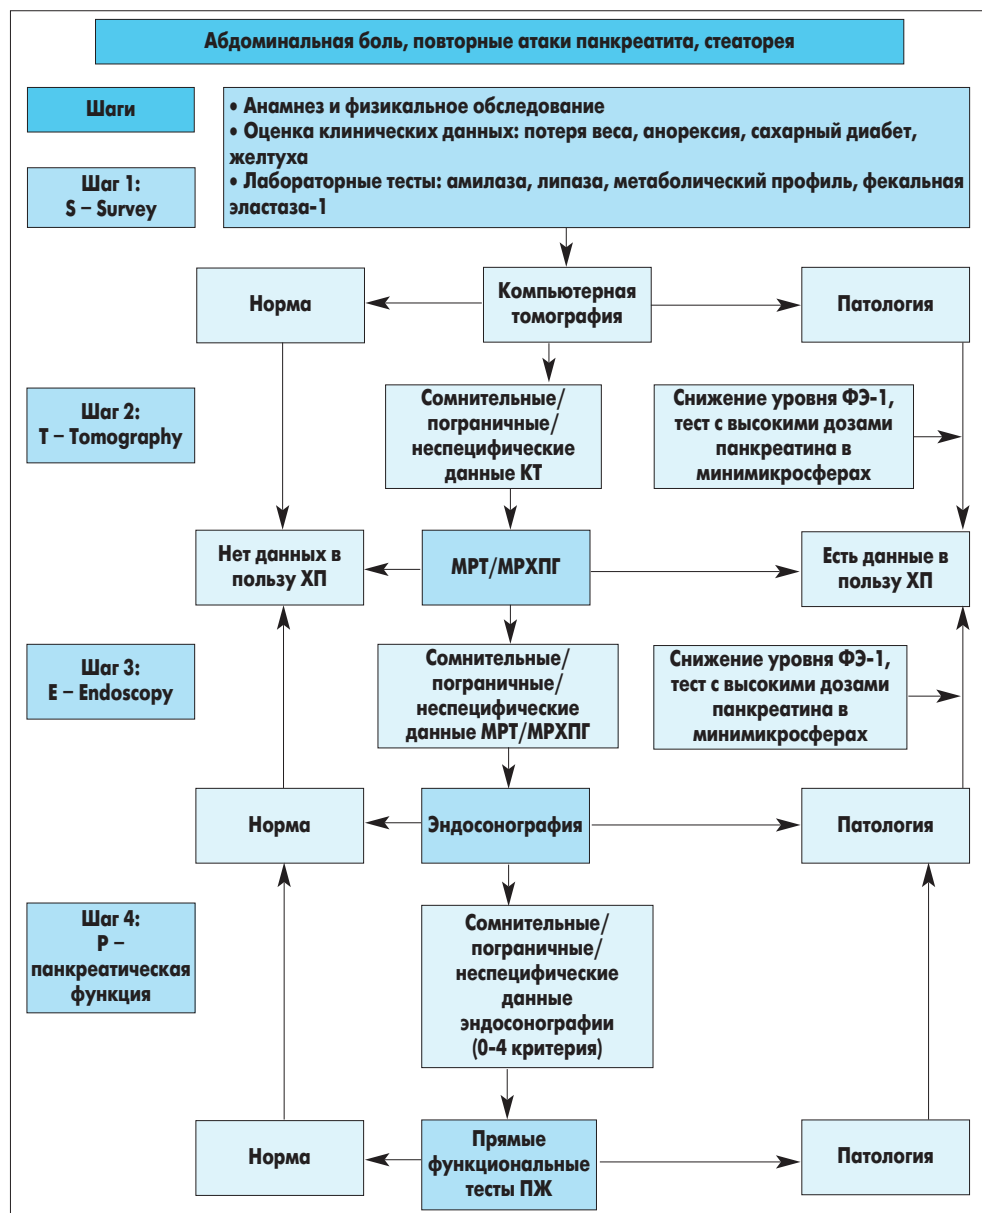 Абдоминальная боль, повторные атаки панкреатита, стеаторея
Шаги
• Анамнез и физикальное обследование
• Оценка клинических данных: потеря веса, анорексия, сахарный диабет,
желтуха
• Лабораторные тесты: амилаза, липаза, метаболический профиль, фекальная
эластаза-1
Шаг 1:
S – Survey
Норма
Компьютерная
томография
Патология
Шаг 2:
T – Tomography
Сомнительные/
пограничные/
неспецифические
данные КТ
Снижение уровня ФЭ-1,
тест с высокими дозами
панкреатина в
минимикросферах
Нет данных в
пользу ХП
МРТ/МРХПГ
Есть данные в
пользу ХП
Шаг 3:
E – Endoscopy
Сомнительные/
пограничные/
неспецифические
данные МРТ/МРХПГ
Снижение уровня ФЭ-1,
тест с высокими дозами
панкреатина в
минимикросферах
Норма
Эндосонография
Патология
Шаг 4:
P –
панкреатическая
функция
Сомнительные/
пограничные/
неспецифические
данные
эндосонографии
(0-4 критерия)
Норма
Прямые
функциональные
тесты ПЖ
Патология